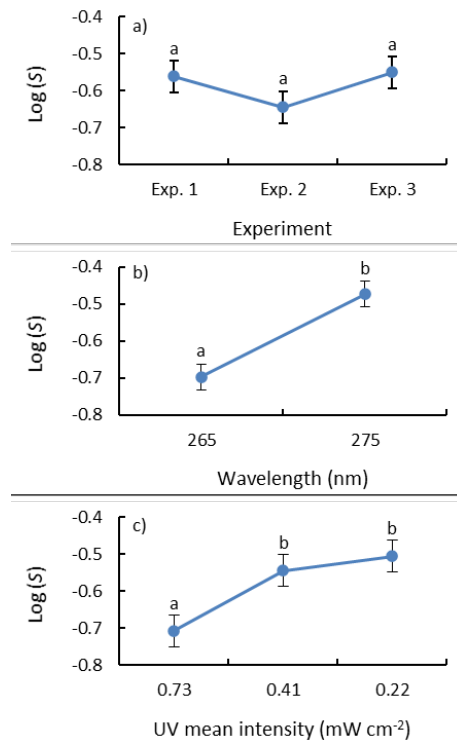 a)
Log (S)
-0.4
-0.5
-0.6
-0.7
-0.8
a
a
a
Exp. 1 Exp. 2 Exp. 3
Experiment
b)
Log (S)
-0.4
-0.5
-0.6
-0.7
-0.8
a
b
265 275
Wavelength (nm)
c)
Log (S)
-0.4
-0.5
-0.6
-0.7
-0.8
a
b
b
0.73 0.41 0.22
UV mean intensity (mW cm⁻²)